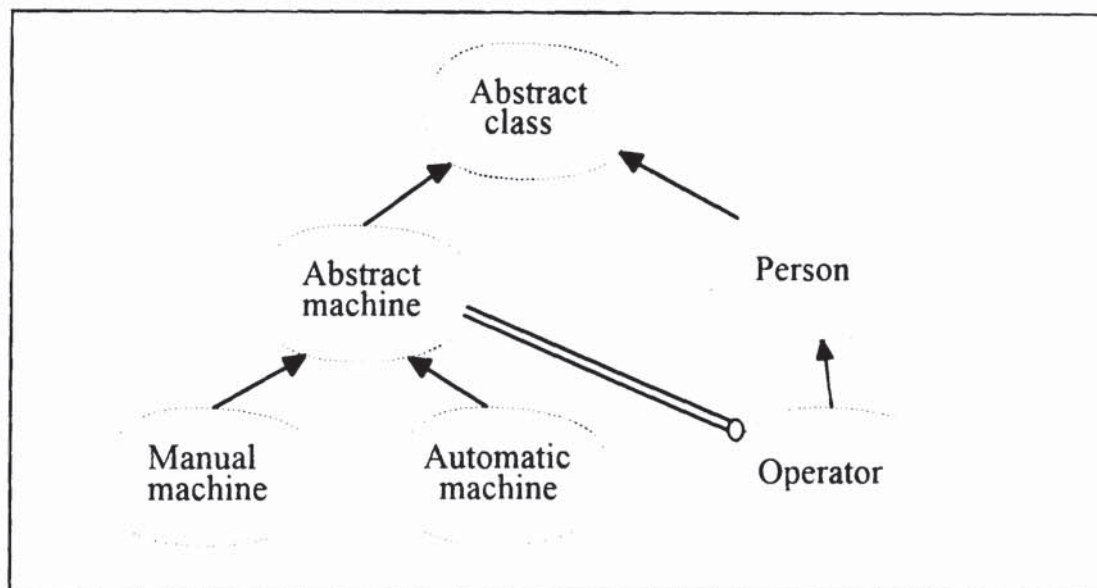 Abstract
class
Abstract
machine
Person
Manual
machine
Automatic
machine
Operator